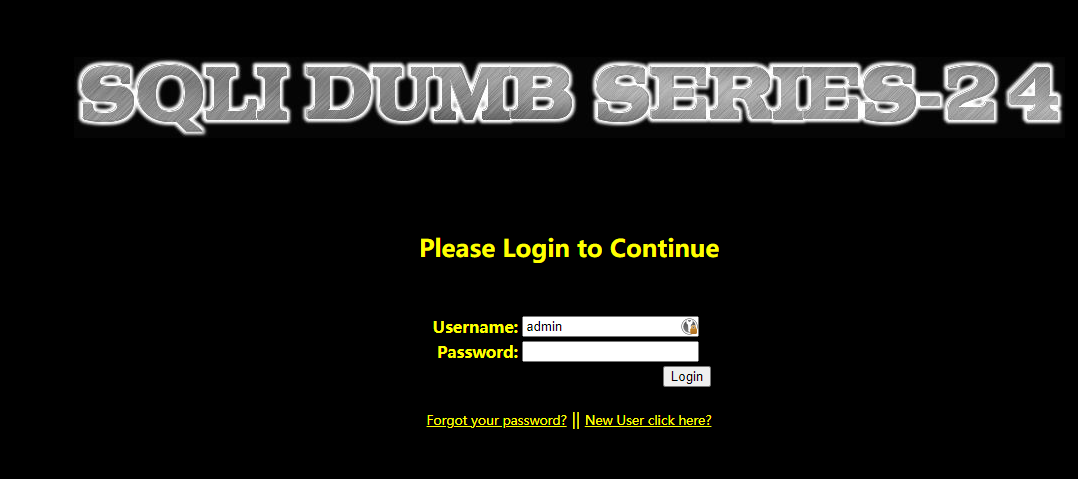 SQLI DUMB SERIES-24
Please Login to Continue
Username: admin
Password:
Login
Forgot your password? || New User click here?